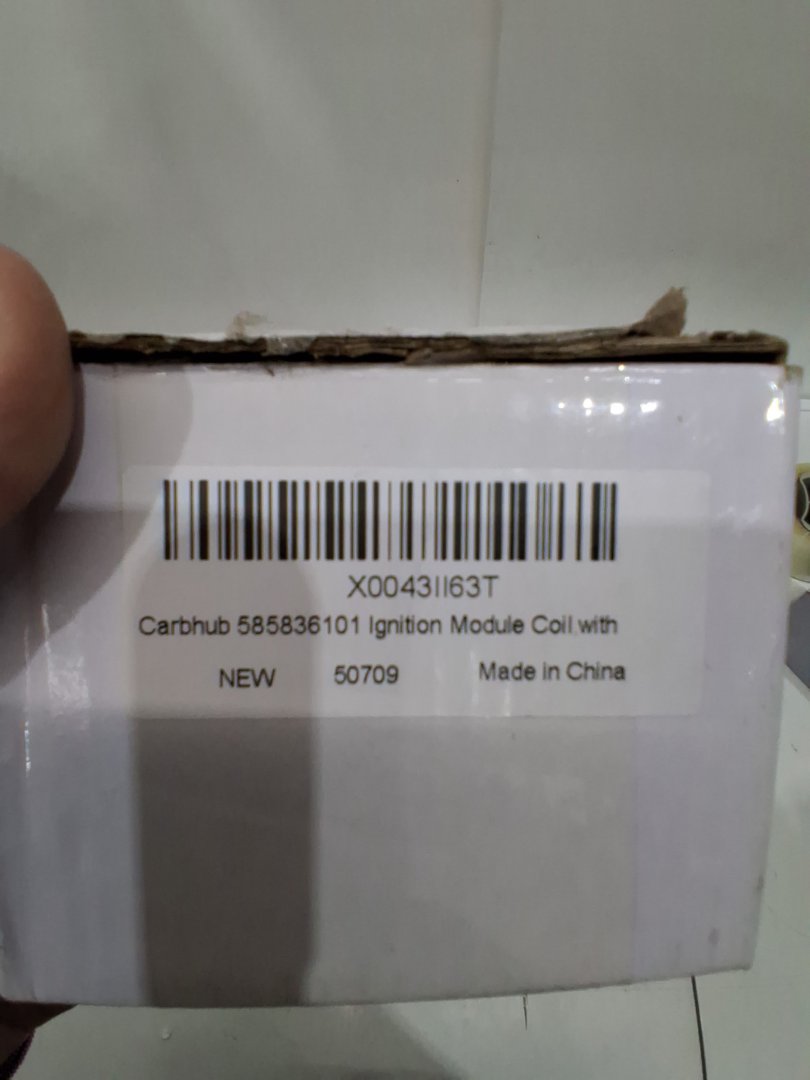 X0043II63T
Carbhub 585836101 Ignition Module Coil with
NEW 50709 Made in China